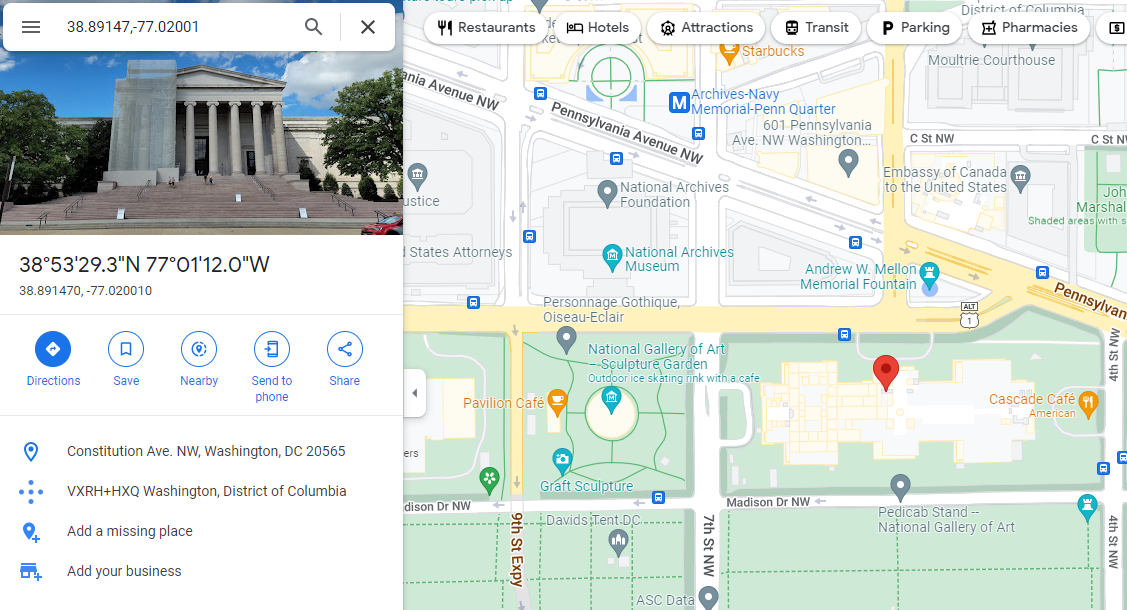 38.89147,-77.02001
Restaurants
Hotels
Attractions
Transit
Parking
Pharmacies
38°53'29.3"N 77°01'12.0"W
38.891470, -77.020010
Directions
Save
Nearby
Send to
phone
Share
Constitution Ave. NW, Washington, DC 20565
VXRH+HXQ Washington, District of Columbia
Add a missing place
Add your business
District of Columbia
Moultrie Courthouse
Starbucks
ania Avenue NW
Pennsylvania Avenue NW
M
Archives-Navy
Memorial-Penn Quarter
601 Pennsylvania
Ave. NW Washington...
C St NW
C St NW
Embassy of Canada
to the United States
John
Marshal
Shaded areas with s
ustice
National Archives
Foundation
d States Attorneys
National Archives
Museum
Andrew W. Mellon
Memorial Fountain
Pennsylvan
ALT
1
Personnage Gothique,
Oiseau-Eclair
National Gallery of Art
- Sculpture Garden
Outdoor ice skating rink with a cafe
Pavilion Café
Cascade Café
American
4th St NW
ers
Graft Sculpture
dison Dr NW
Madison Dr NW
Davids Tent DC
Pedicab Stand --
National Gallery of Art
9th St Expy
7th St NW
4th St NW
ASC Data